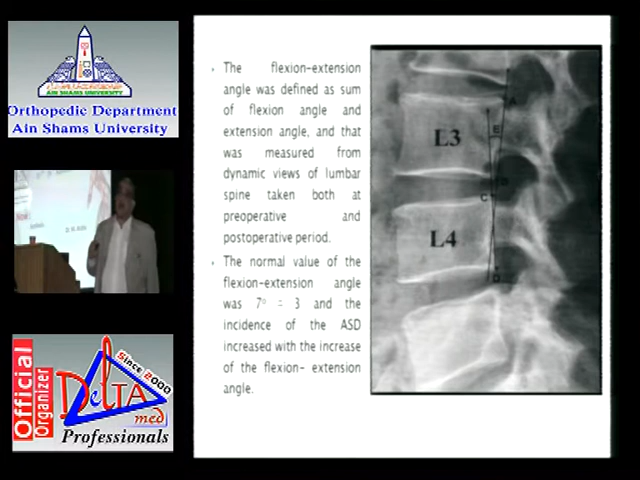 AIN SHAMS UNIVERSITY
Orthopedic Department
Ain Shams University
Official
Organizer
Since 2000
DELTA
med
Professionals
The flexion-extension
angle was defined as sum
of flexion angle and
extension angle, and that
was measured from
dynamic views of lumbar
spine taken both at
preoperative and
postoperative period.
The normal value of the
flexion-extension angle
was 7° ± 3 and the
incidence of the ASD
increased with the increase
of the flexion- extension
angle.
A
E
L3
C
L4
D